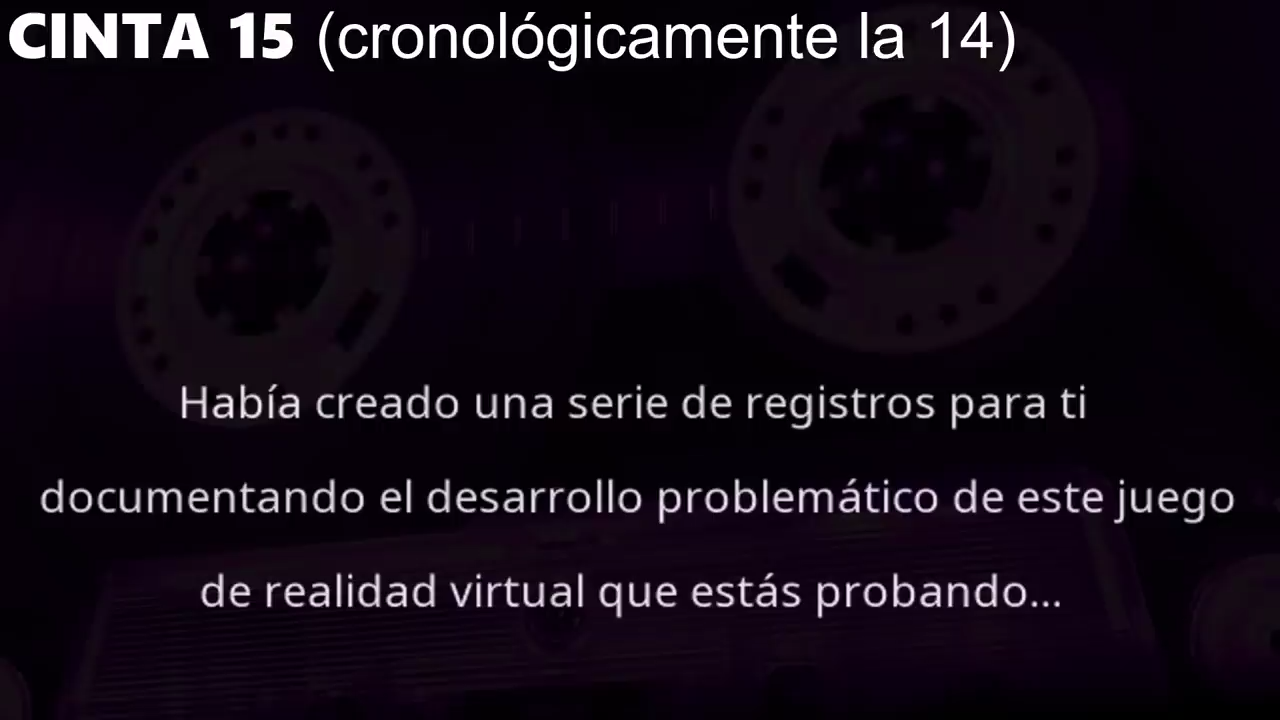 CINTA 15 (cronológicamente la 14)
Había creado una serie de registros para ti
documentando el desarrollo problemático de este juego
de realidad virtual que estás probando...